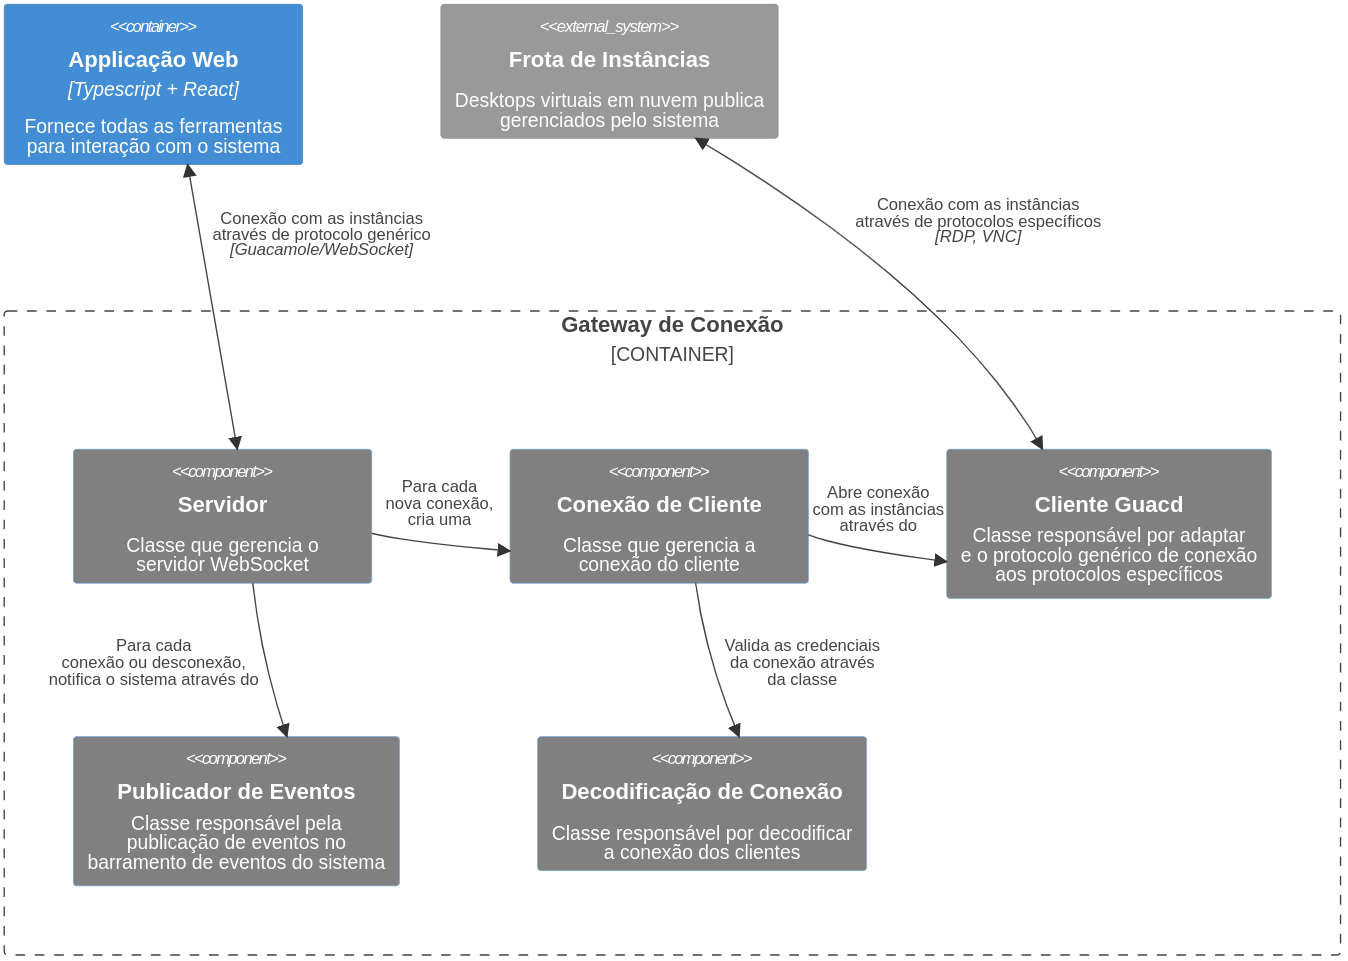 <<container>>
Applicação Web
[Typescript + React]
Fornece todas as ferramentas
para interação com o sistema
<<external_system>>
Frota de Instâncias
Desktops virtuais em nuvem publica
gerenciados pelo sistema
Conexão com as instâncias
através de protocolo genérico
[Guacamole/WebSocket]
Conexão com as instâncias
através de protocolos específicos
[RDP, VNC]
Gateway de Conexão
[CONTAINER]
<<component>>
Servidor
Classe que gerencia o
servidor WebSocket
Para cada
nova conexão,
cria uma
<<component>>
Conexão de Cliente
Classe que gerencia a
conexão do cliente
Abre conexão
com as instâncias
através do
<<component>>
Cliente Guacd
Classe responsável por adaptar
e o protocolo genérico de conexão
aos protocolos específicos
Para cada
conexão ou desconexão,
notifica o sistema através do
Valida as credenciais
da conexão através
da classe
<<component>>
Publicador de Eventos
Classe responsável pela
publicação de eventos no
barramento de eventos do sistema
<<component>>
Decodificação de Conexão
Classe responsável por decodificar
a conexão dos clientes